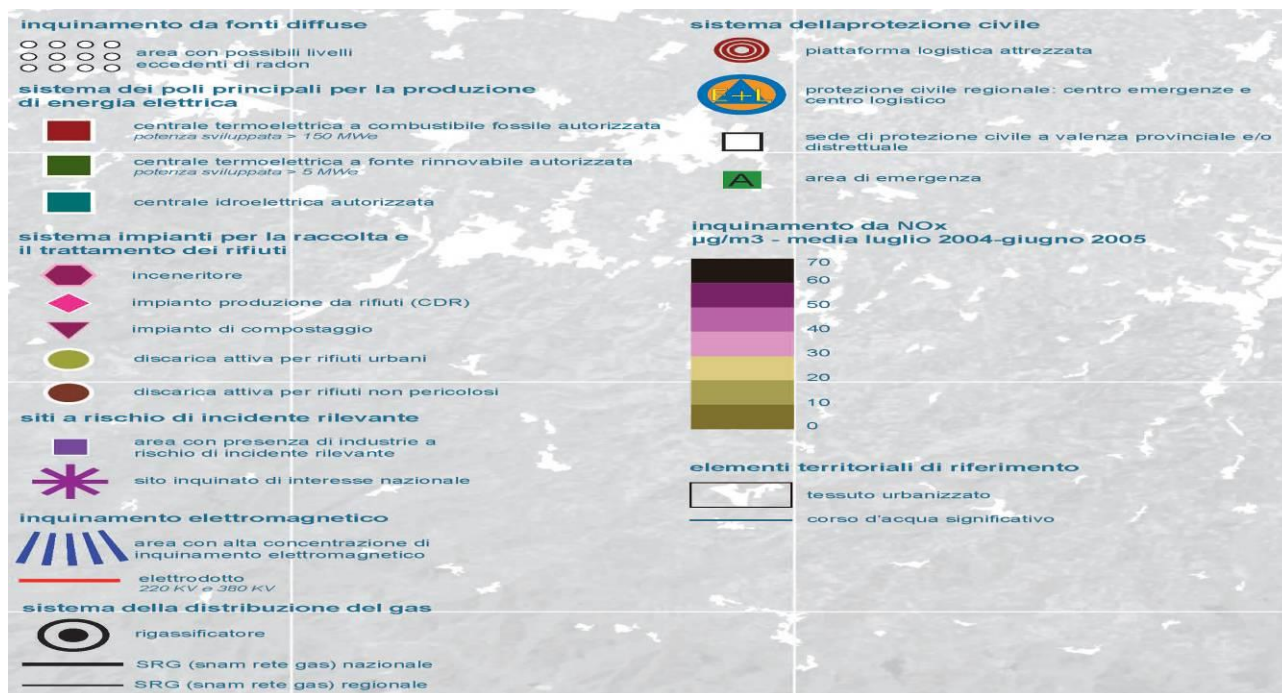 inquinamento da fonti diffuse
area con possibili livelli
eccedenti di radon
sistema dei poli principali per la produzione
di energia elettrica
centrale termoelettrica a combustibile fossile autorizzata
potenza sviluppata > 150 MWe
centrale termoelettrica a fonte rinnovabile autorizzata
potenza sviluppata > 5 MWe
centrale idroelettrica autorizzata
sistema impianti per la raccolta e
il trattamento dei rifiuti
inceneritore
impianto produzione da rifiuti (CDR)
impianto di compostaggio
discarica attiva per rifiuti urbani
discarica attiva per rifiuti non pericolosi
siti a rischio di incidente rilevante
area con presenza di industrie a
rischio di incidente rilevante
sito inquinato di interesse nazionale
inquinamento elettromagnetico
area con alta concentrazione di
inquinamento elettromagnetico
elettrodotto
220 KV e 380 KV
sistema della distribuzione del gas
rigassificatore
SRG (snam rete gas) nazionale
SRG (snam rete gas) regionale
sistema dellaprotezione civile
piattaforma logistica attrezzata
E+L
protezione civile regionale: centro emergenze e
centro logistico
sede di protezione civile a valenza provinciale e/o
distrettuale
A
area di emergenza
inquinamento da NOx
µg/m3 - media luglio 2004-giugno 2005
70
60
50
40
30
20
10
0
elementi territoriali di riferimento
tessuto urbanizzato
corso d'acqua significativo